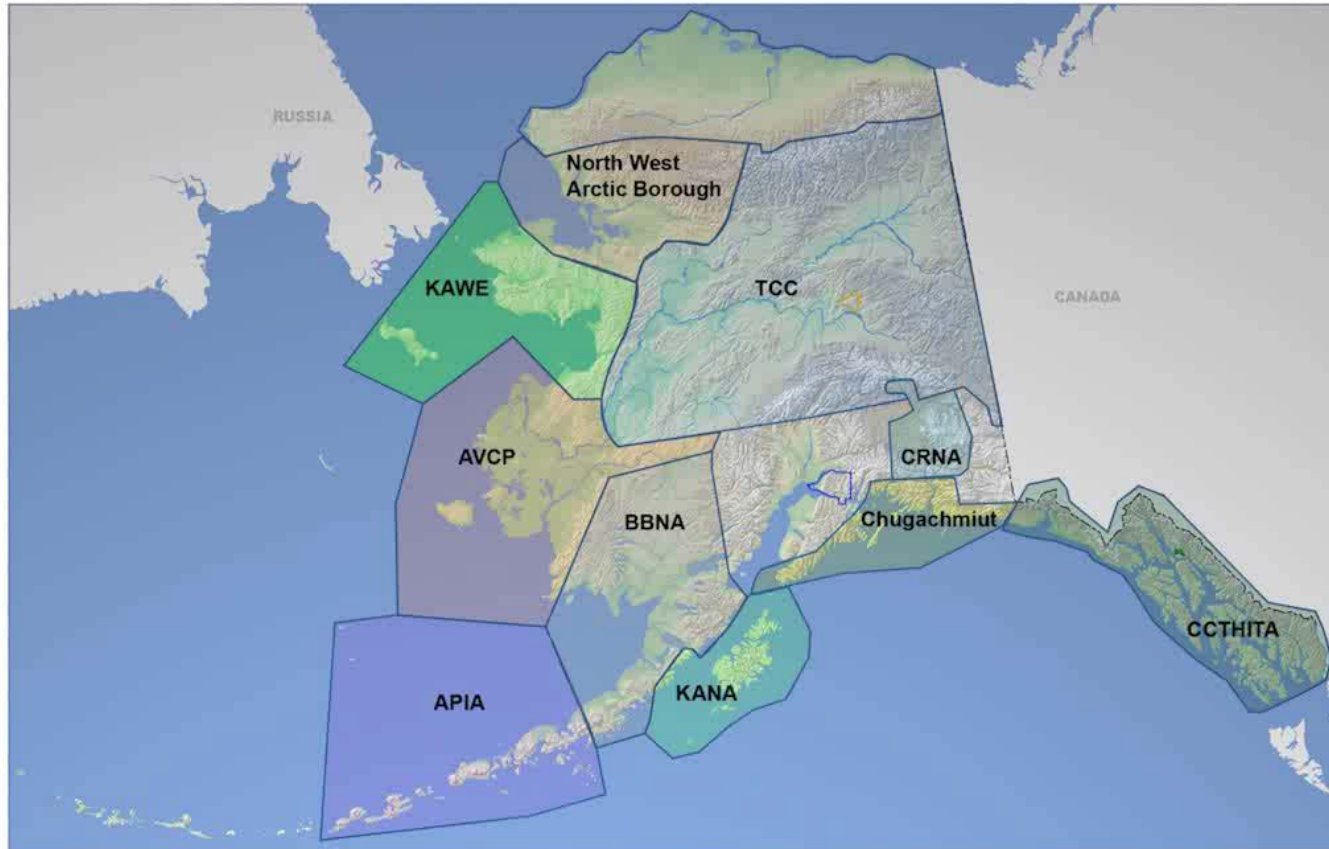 RUSSIA
North West
Arctic Borough
KAWE
TCC
CANADA
AVCP
CRNA
BBNA
Chugachmiut
CCTHITA
KANA
APIA